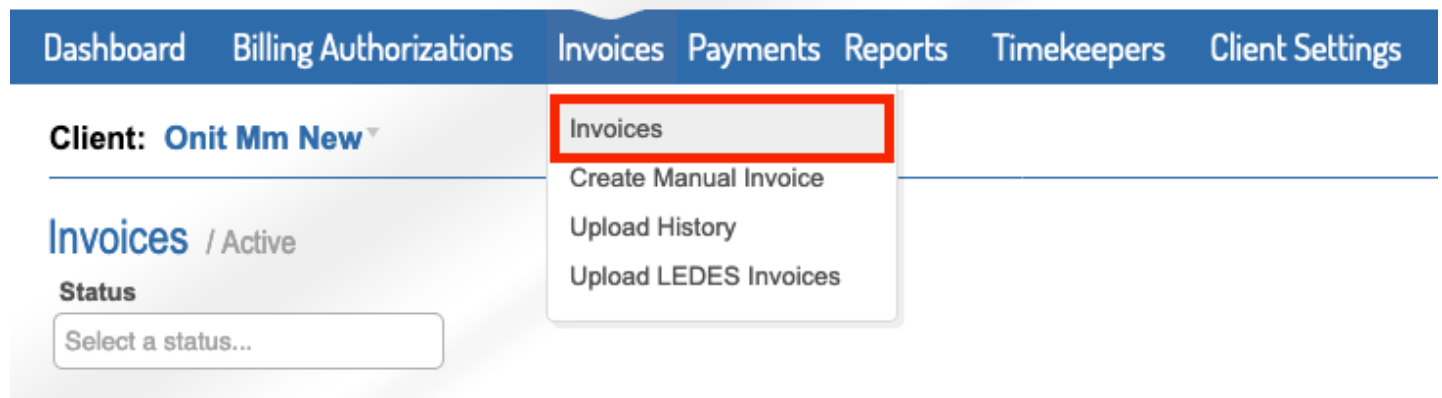 Dashboard Billing Authorizations Invoices Payments Reports Timekeepers Client Settings
Client: Onit Mm New
Invoices / Active
Status
Select a status...
Invoices
Create Manual Invoice
Upload History
Upload LEDES Invoices